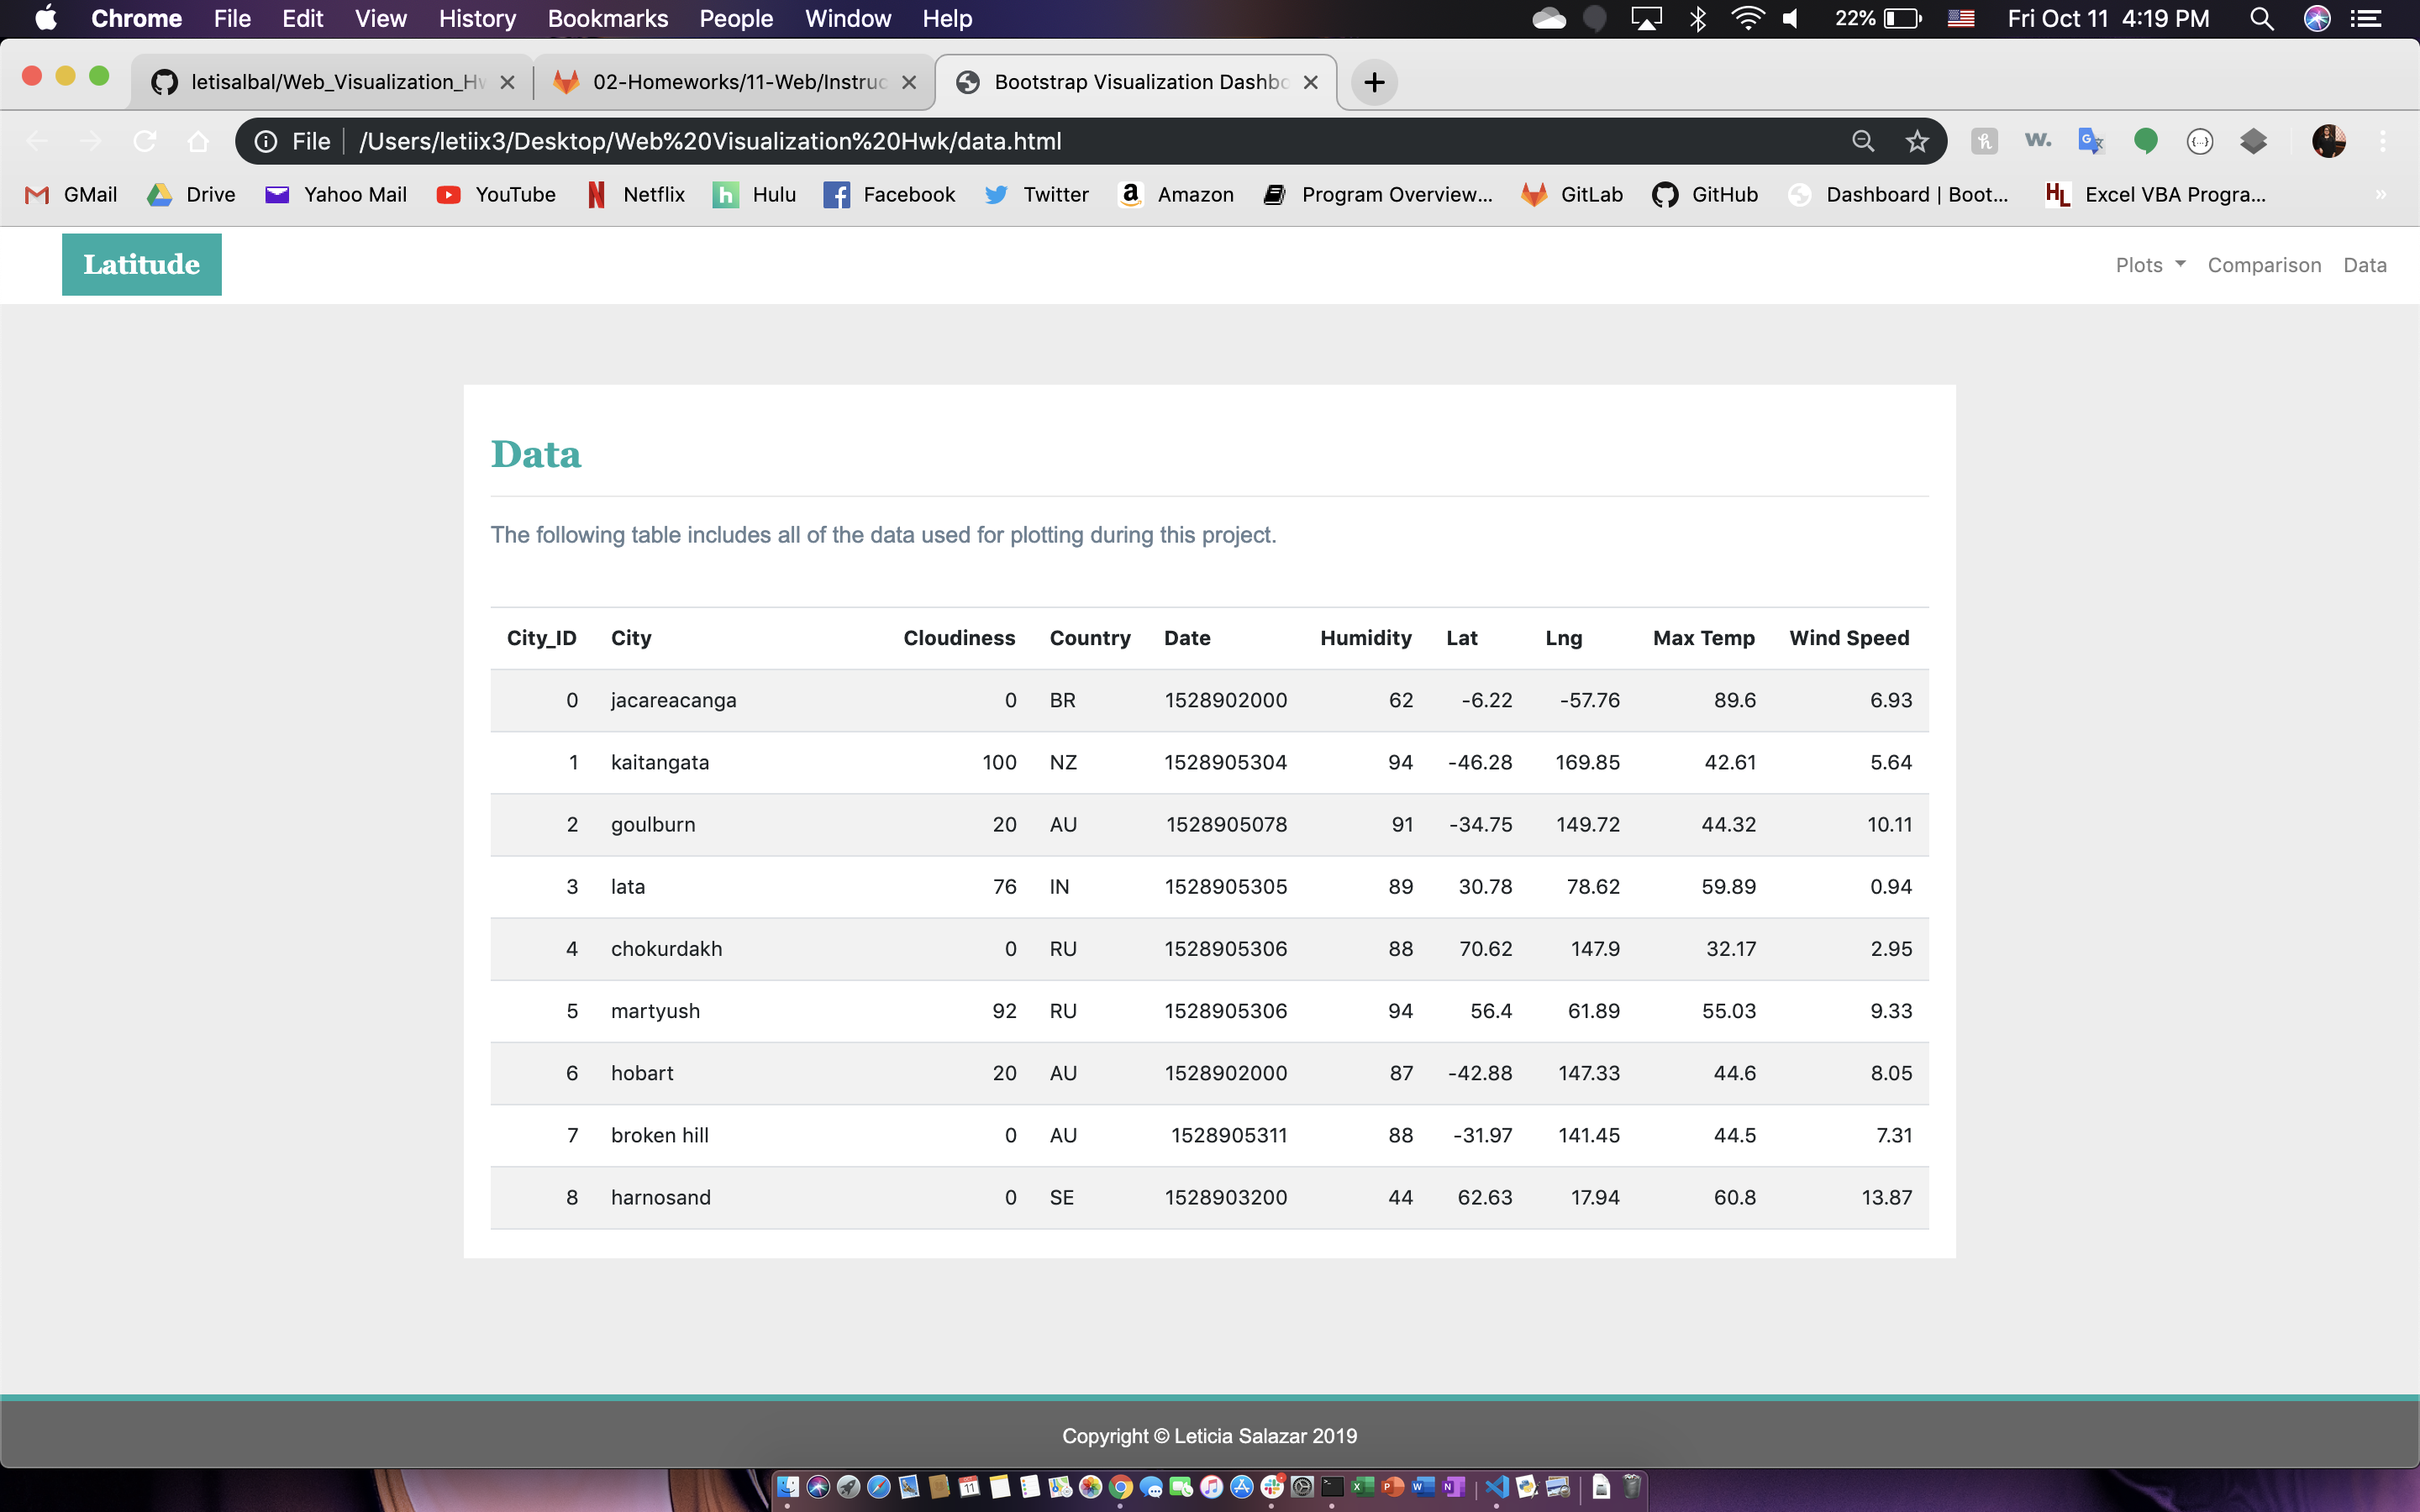 Chrome File Edit View History Bookmarks People Window Help 22% Fri Oct 11 4:19 PM
letisalbal/Web_Visualization_Hw 02-Homeworks/11-Web/Instruc Bootstrap Visualization Dashbo
File /Users/letiix3/Desktop/Web%20Visualization%20Hwk/data.html
GMail Drive Yahoo Mail YouTube Netflix Hulu Facebook Twitter Amazon Program Overview... GitLab GitHub Dashboard | Boot... HL Excel VBA Progra... »
Latitude Plots Comparison Data
Data
The following table includes all of the data used for plotting during this project.
City_ID City Cloudiness Country Date Humidity Lat Lng Max Temp Wind Speed
0 jacareacanga 0 BR 1528902000 62 -6.22 -57.76 89.6 6.93
1 kaitangata 100 NZ 1528905304 94 -46.28 169.85 42.61 5.64
2 goulburn 20 AU 1528905078 91 -34.75 149.72 44.32 10.11
3 lata 76 IN 1528905305 89 30.78 78.62 59.89 0.94
4 chokurdakh 0 RU 1528905306 88 70.62 147.9 32.17 2.95
5 martyush 92 RU 1528905306 94 56.4 61.89 55.03 9.33
6 hobart 20 AU 1528902000 87 -42.88 147.33 44.6 8.05
7 broken hill 0 AU 1528905311 88 -31.97 141.45 44.5 7.31
8 harnosand 0 SE 1528903200 44 62.63 17.94 60.8 13.87
Copyright © Leticia Salazar 2019